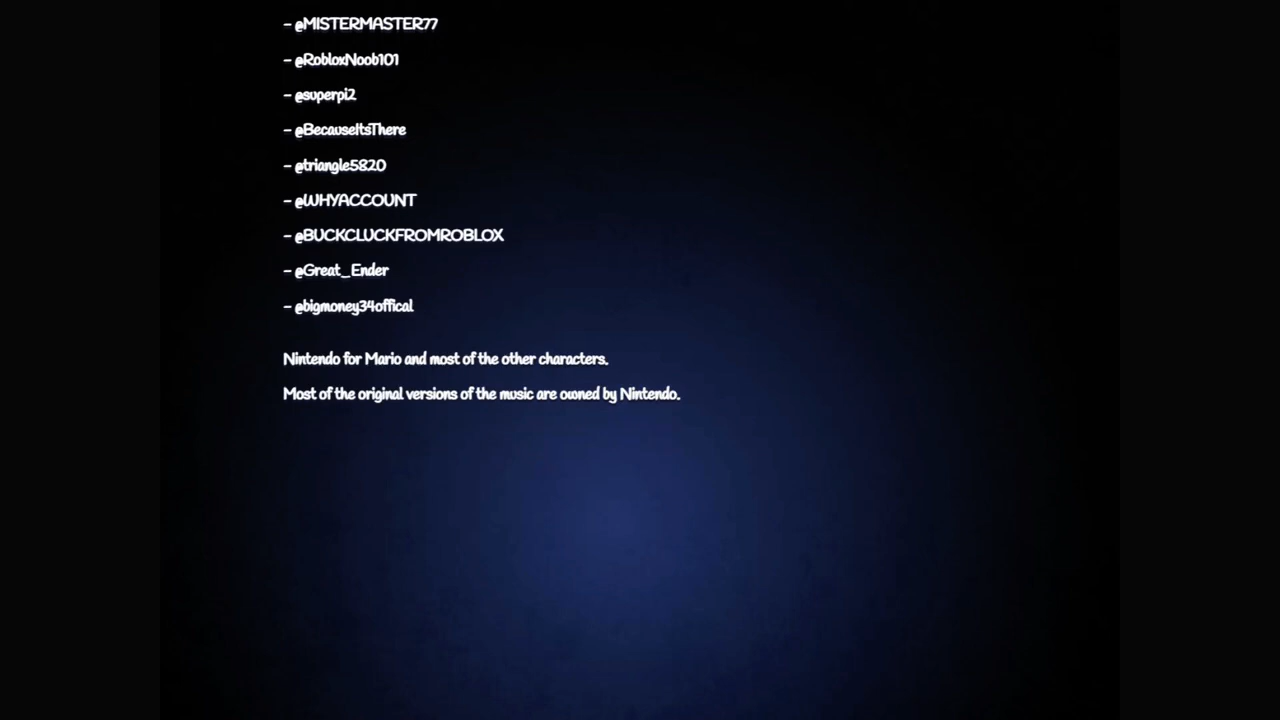 - @MISTERMASTER77
- @RobloxNoob101
- @superpi2
- @BecauseItsThere
- @triangle5820
- @WHYACCOUNT
- @BUCKCLUCKFROMROBLOX
- @Great_Ender
- @bigmoney34offical
Nintendo for Mario and most of the other characters.
Most of the original versions of the music are owned by Nintendo.